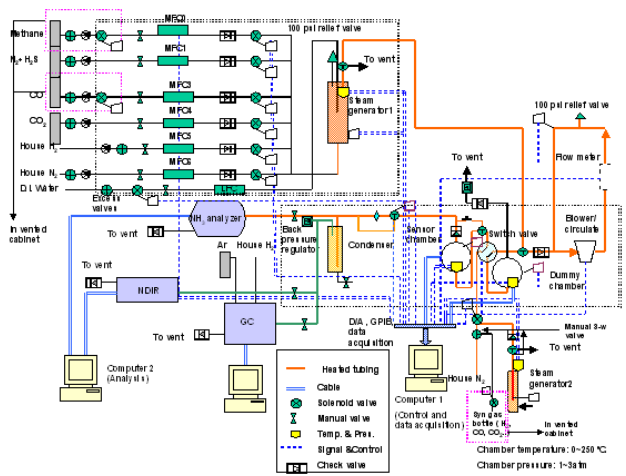 MFC0
100 psi relief valve
Methane
MFC1
To vent
N2+ H2S
MFC3
Steam
generator1
CO
MFC4
100 psi relief valve
CO2
MFC5
To vent
Flow meter
House H2
MFC6
House N2
LFC
D.I. Water
Excess
valves
NH3 analyzer
Back
pressure
regulator
Sensor
chamber
Switch valve
Blower/
circulate
In vented
cabinet
To vent
Ar
House H2
Condenser
Dummy
chamber
To vent
NDIR
GC
D/A, GPIB,
data
acquisition
Manual 3-w
valve
To vent
To vent
Computer 2
(Analysis)
Computer 1
(Control and
data acquisition)
House N2
Steam
generator2
Syngas
bottle (H2,
CO, CO2)
In vented
cabinet
Heated tubing
Cable
Solenoid valve
Manual valve
Temp. & Pres.
Signal &Control
Check valve
Chamber temperature: 0~250 °C
Chamber pressure: 1~3atm